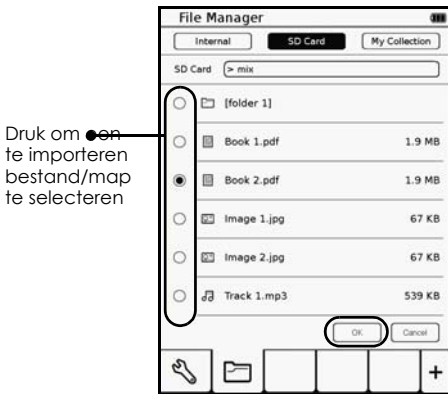 File Manager
Internal SD Card My Collection
SD Card > mix
[folder 1]
Book 1.pdf 1.9 MB
Book 2.pdf 1.9 MB
Image 1.jpg 67 KB
Image 2.jpg 67 KB
Track 1.mp3 539 KB
OK Cancel
+
Druk om een
te importeren
bestand/map
te selecteren